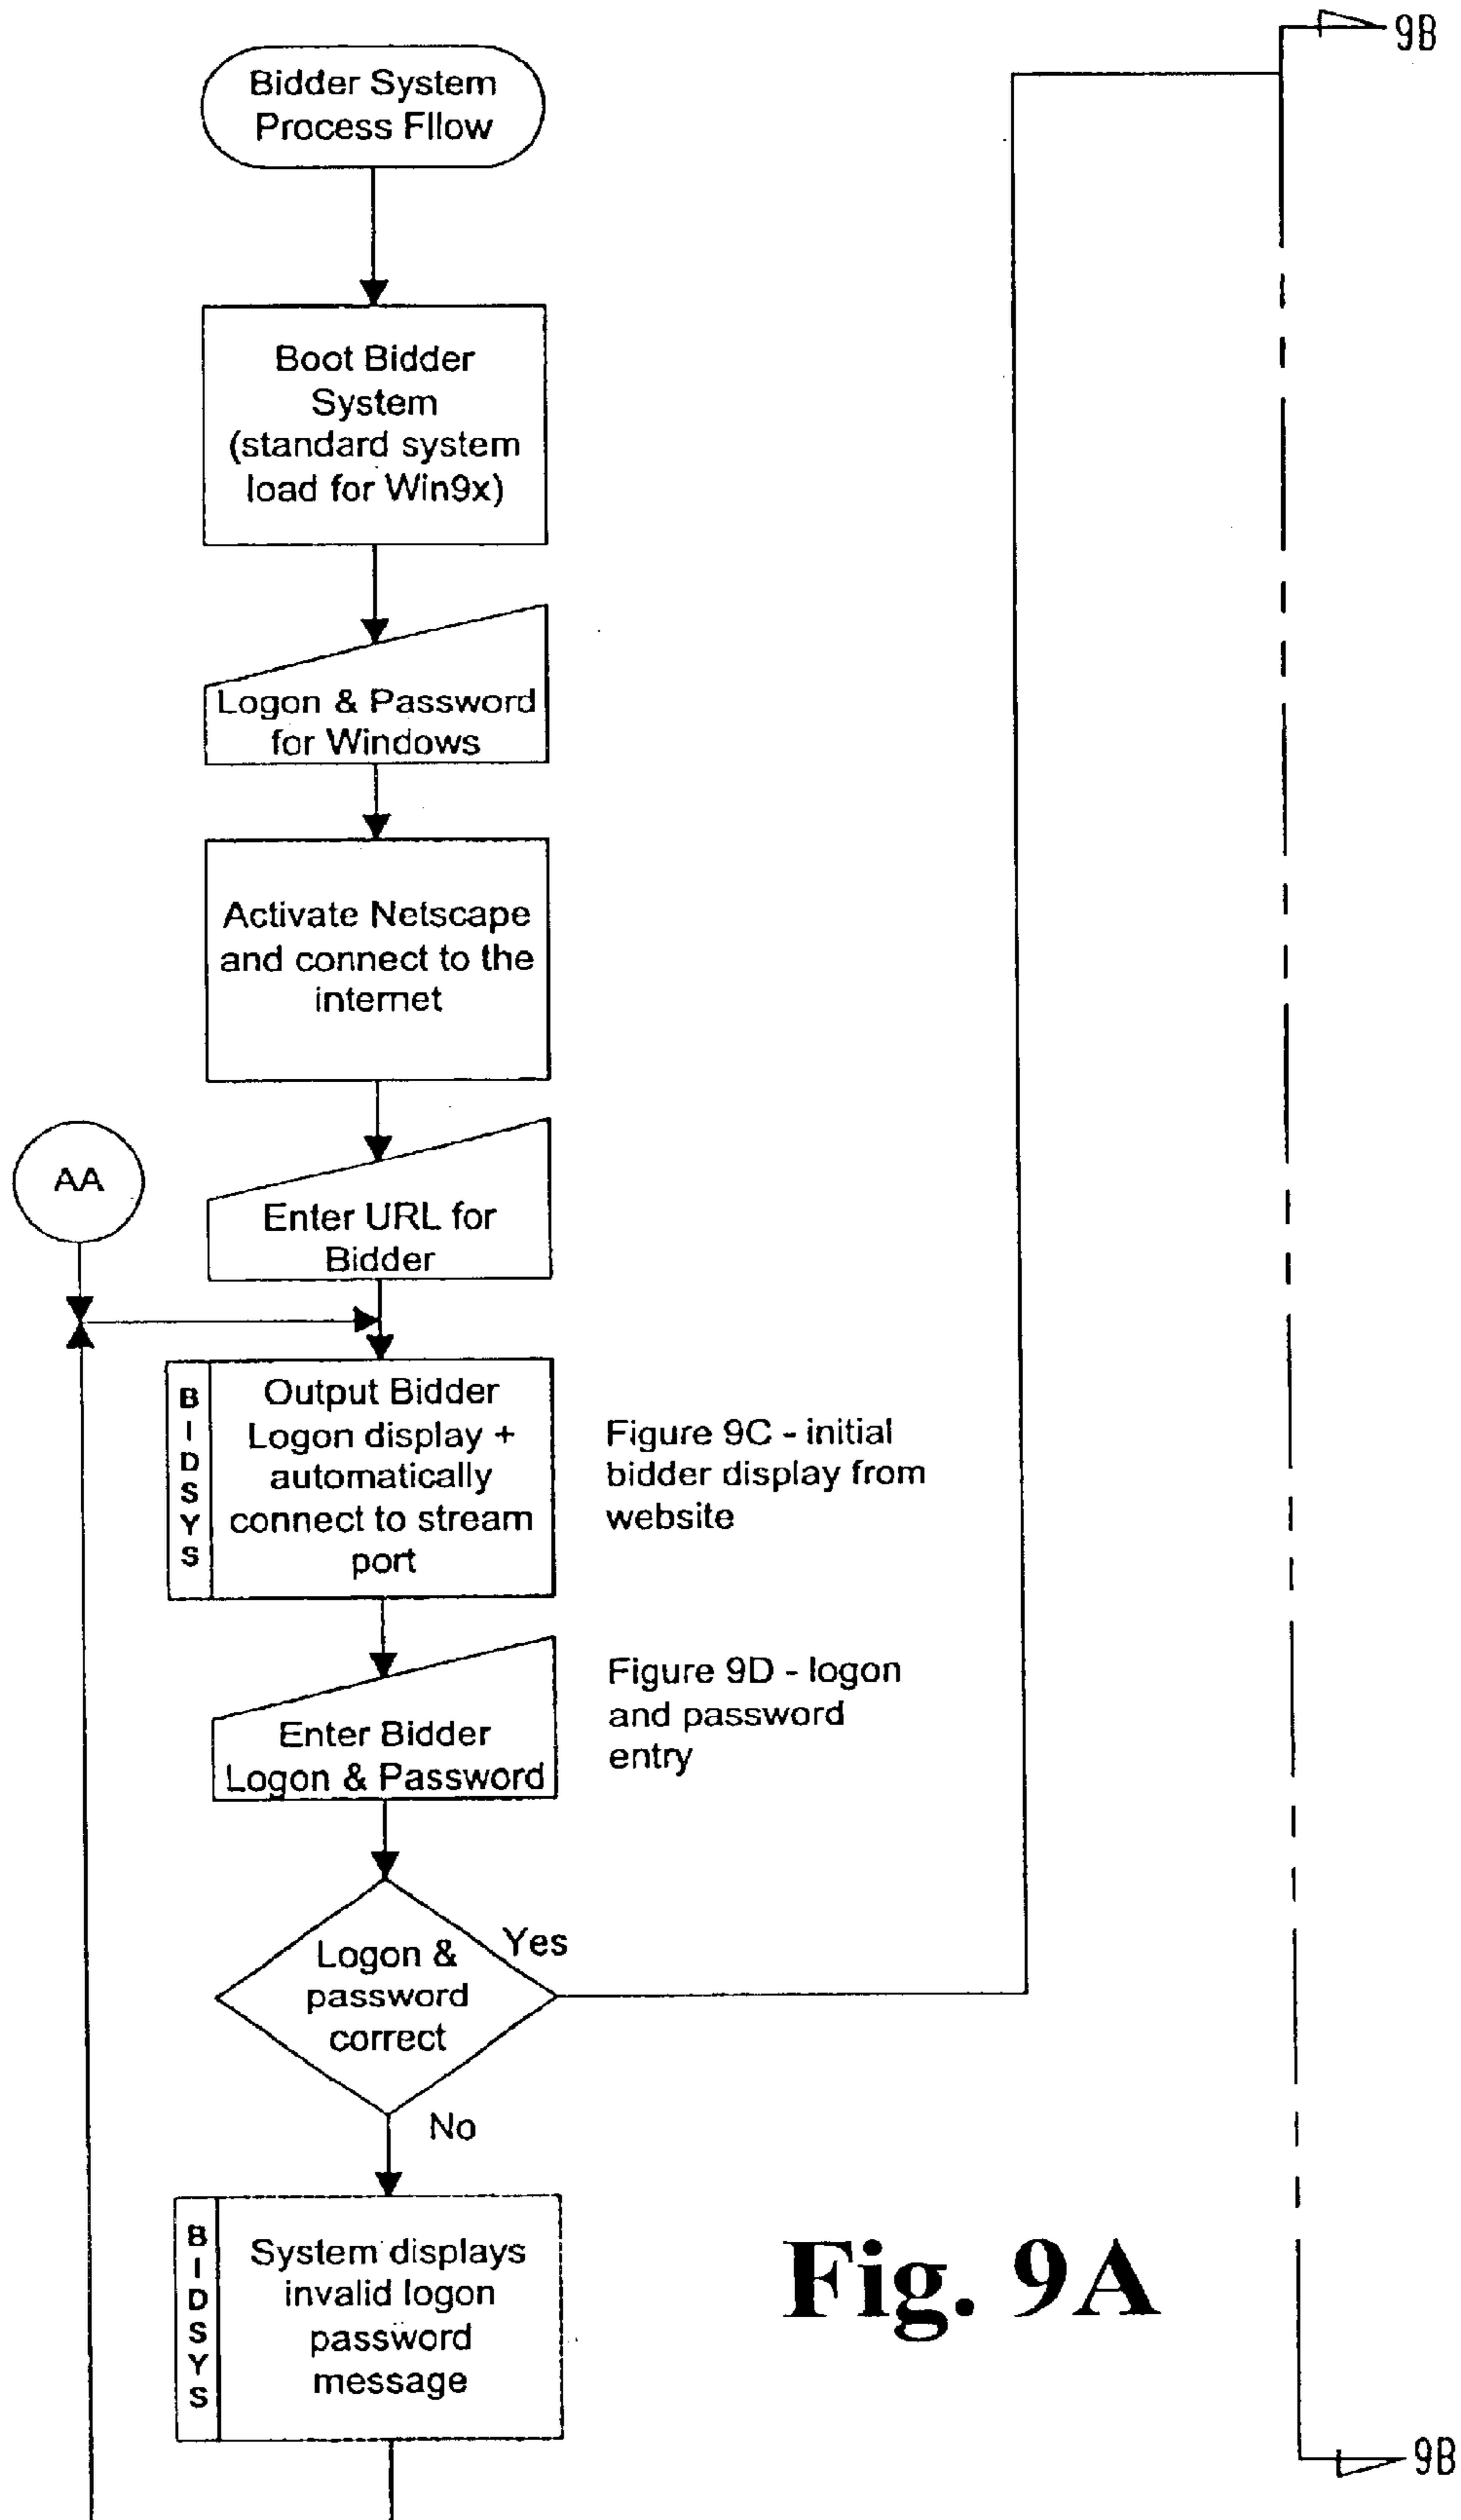 9B
Bidder System
Process Fllow
Boot Bidder
System
(standard system
load for Win9x)
Logon & Password
for Windows
Activate Netscape
and connect to the
internet
AA
Enter URL for
Bidder
BIDSYS
Output Bidder
Logon display +
automatically
connect to stream
port
Figure 9C - initial
bidder display from
website
Enter Bidder
Logon & Password
Figure 9D - logon
and password
entry
Logon &
password
correct
Yes
No
BIDSYS
System displays
invalid logon
password
message
Fig. 9A
9B